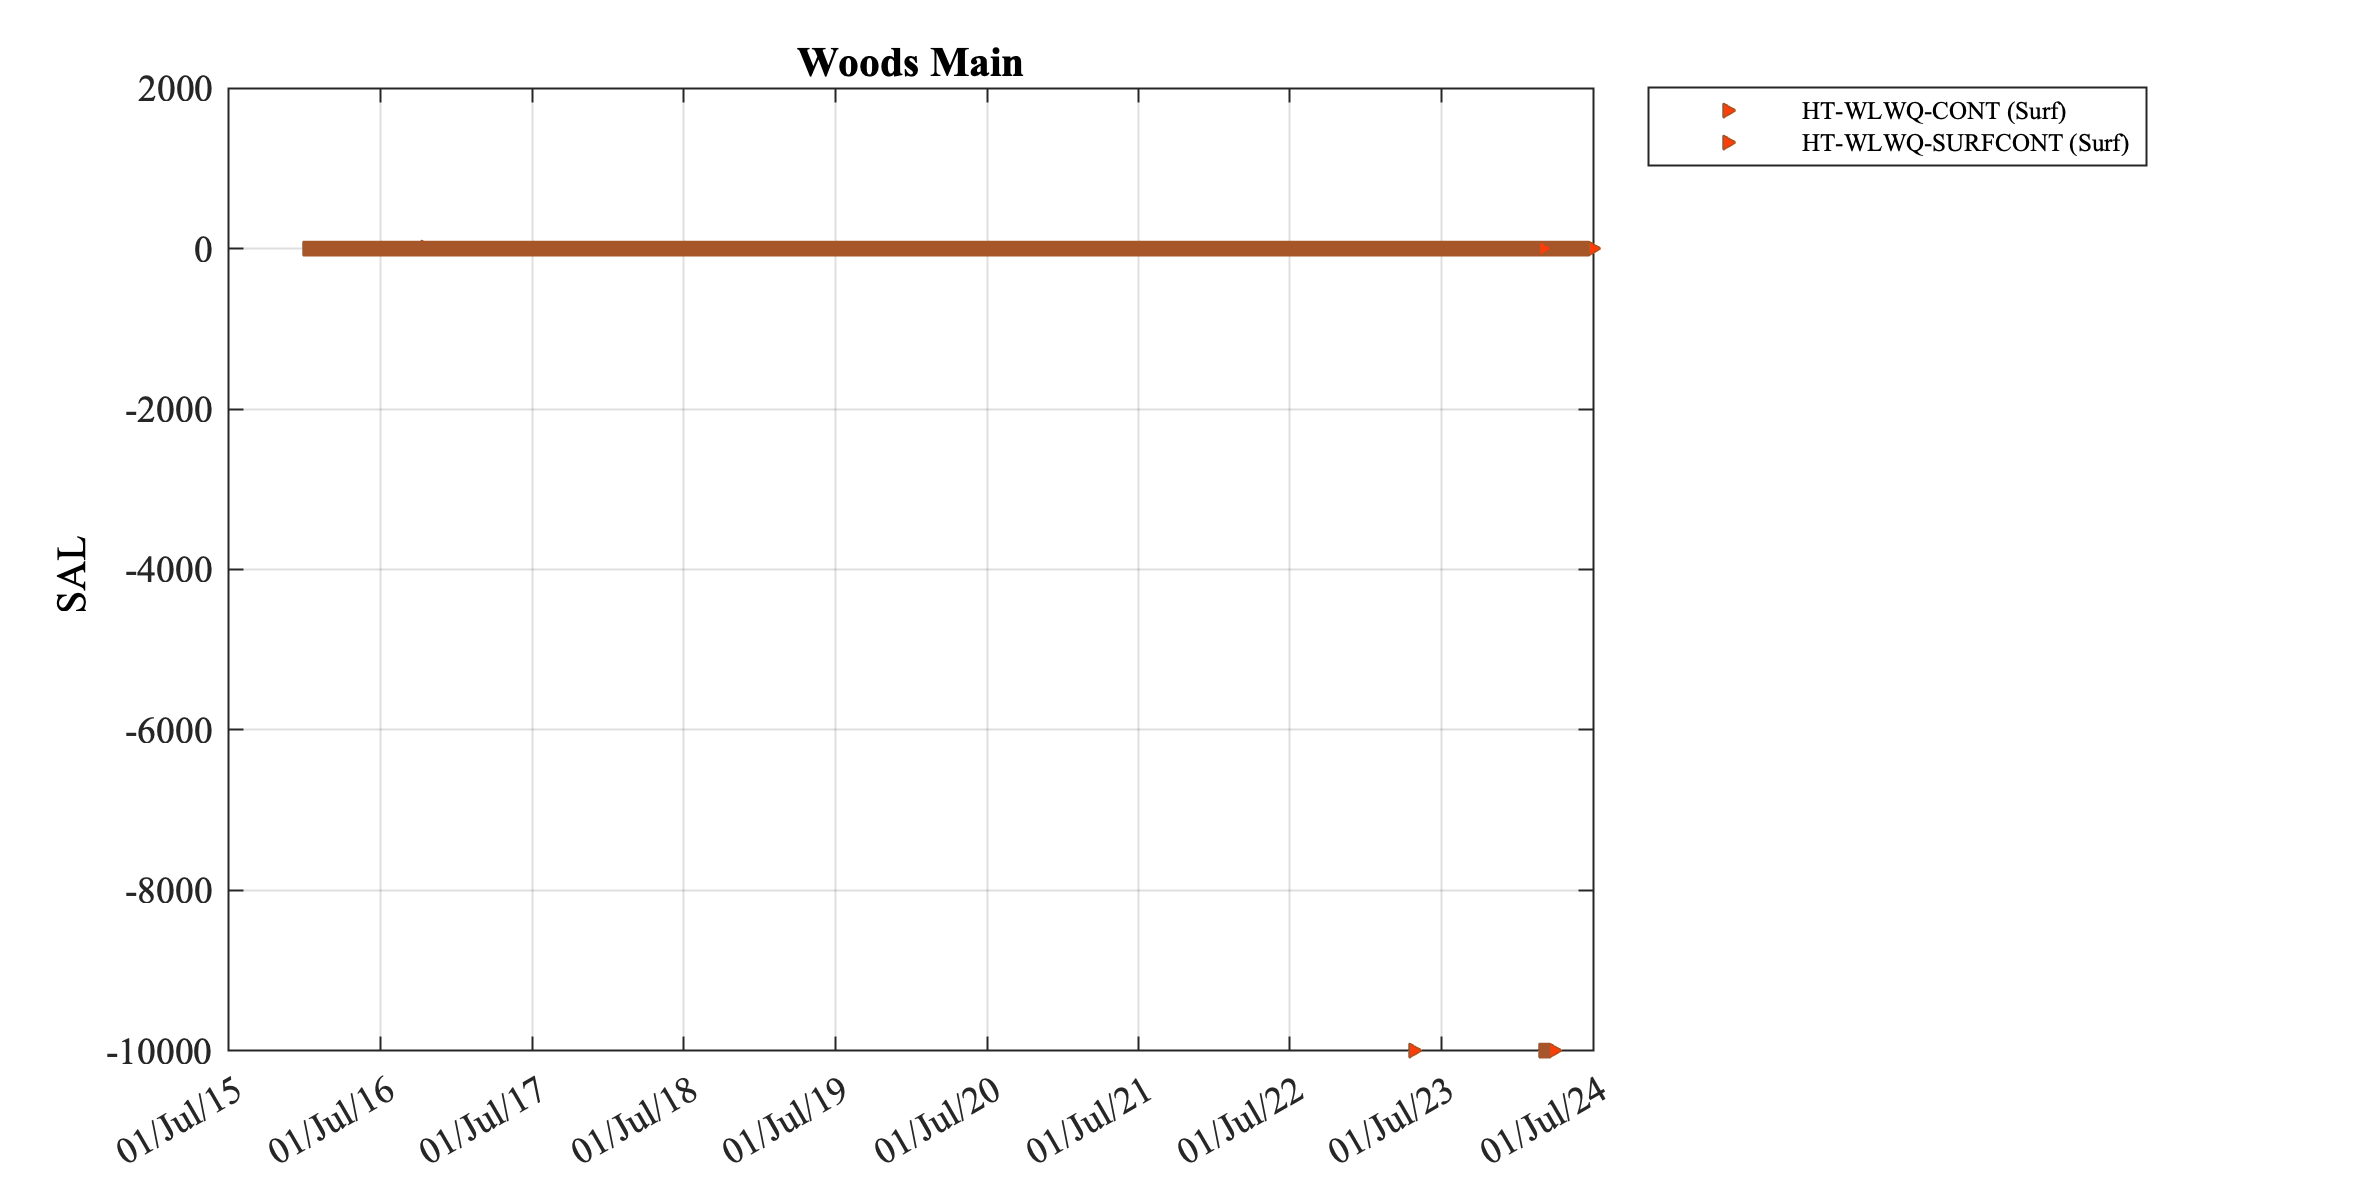 Woods Main
HT-WLWQ-CONT (Surf)
HT-WLWQ-SURFCONT (Surf)
2000
0
-2000
-4000
-6000
-8000
-10000
SAL
01/Jul/15
01/Jul/16
01/Jul/17
01/Jul/18
01/Jul/19
01/Jul/20
01/Jul/21
01/Jul/22
01/Jul/23
01/Jul/24